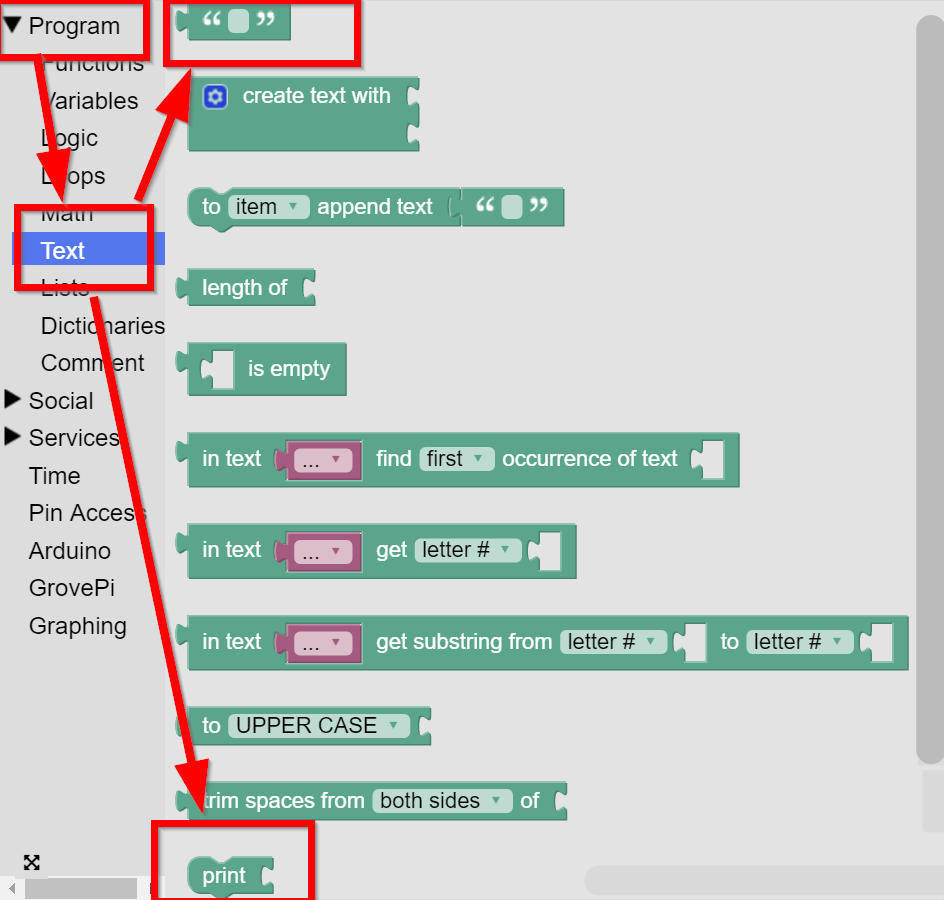 Program
Functions
Variables
Logic
Loops
Math
Text
Lists
Dictionaries
Comment
Social
Services
Time
Pin Access
Arduino
GrovePi
Graphing
“ ”
create text with
to item append text “ ”
length of
is empty
in text ... find first occurrence of text
in text ... get letter #
in text ... get substring from letter # to letter #
to UPPER CASE
trim spaces from both sides of
print